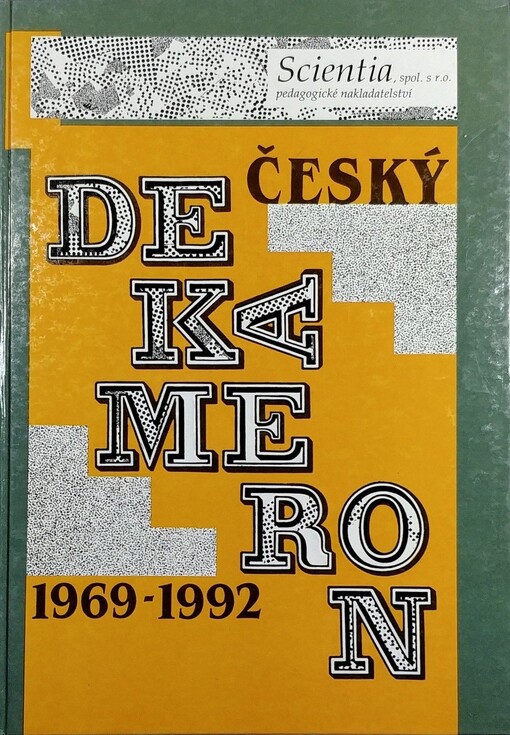 Scientia, spol. s r.o.
pedagogické nakladatelství
ČESKÝ
DE
KA
ME
RO
N
1969-1992